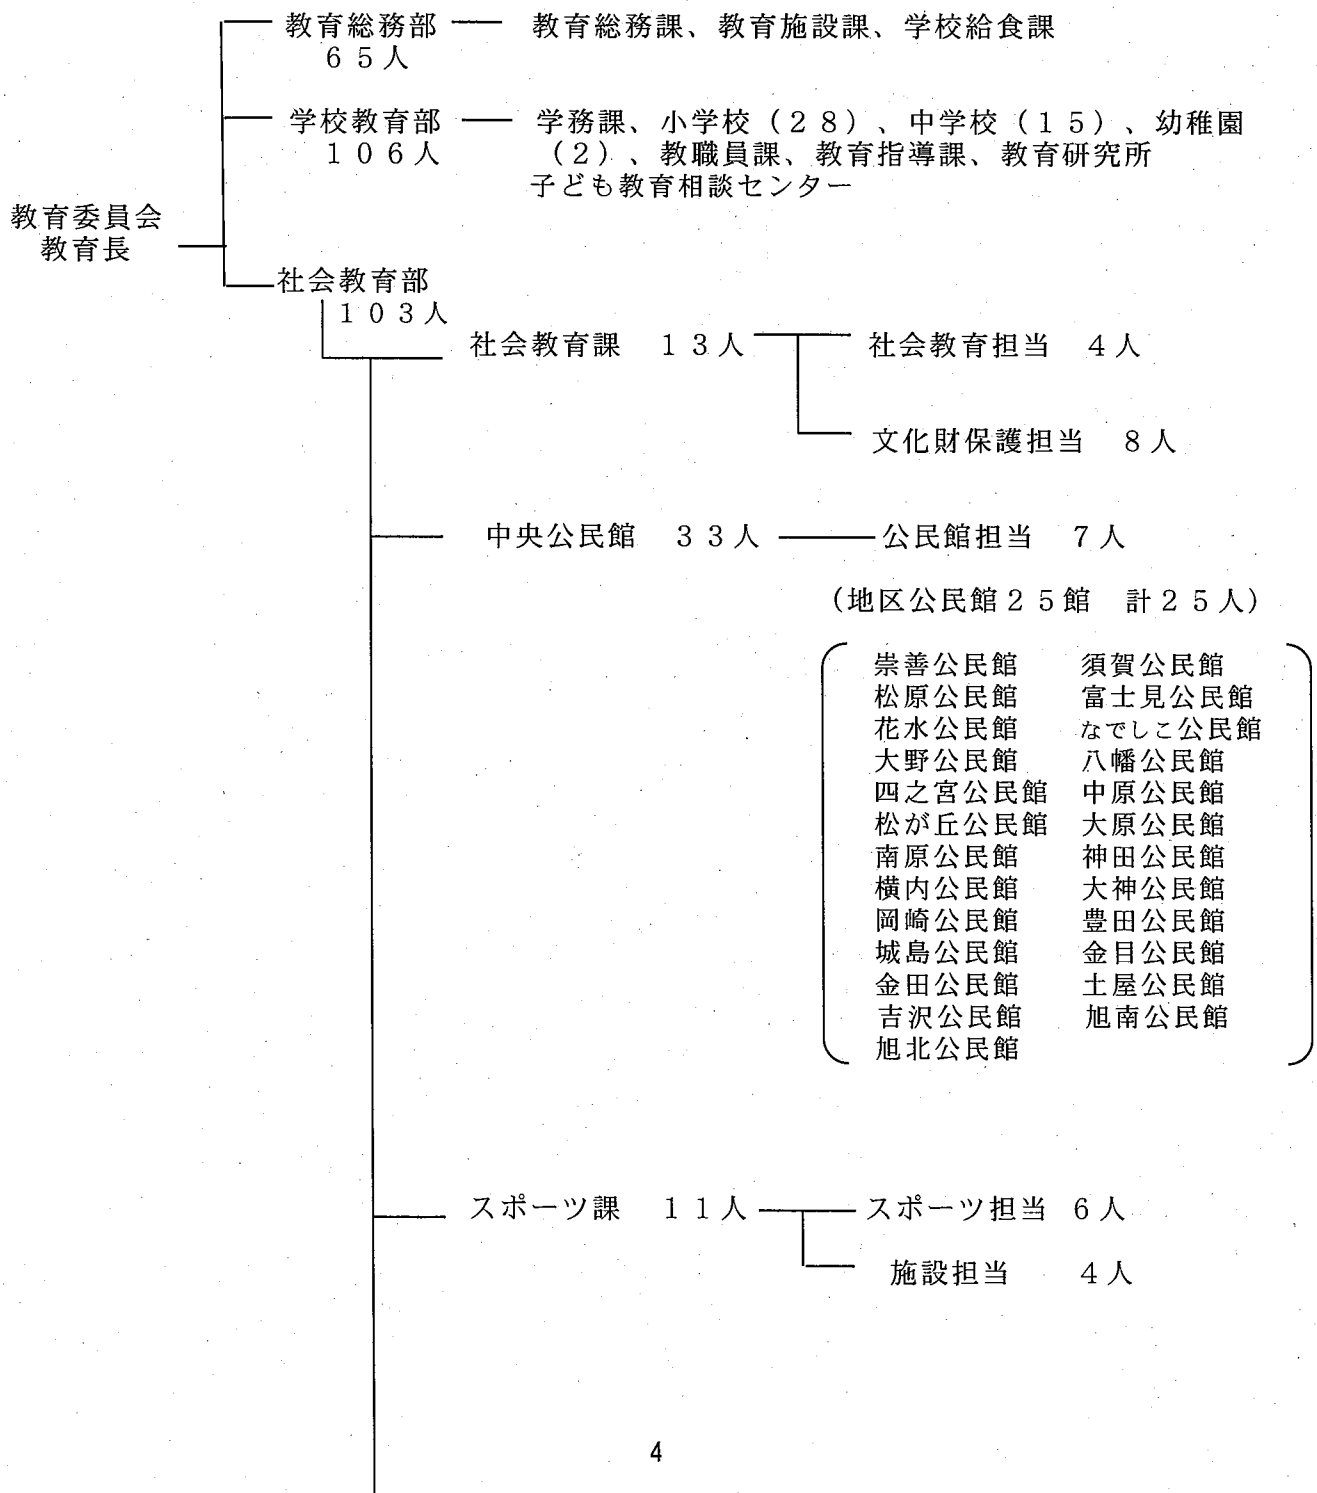 教育総務部 教育総務課、教育施設課、学校給食課
６５人
学校教育部 学務課、小学校（２８）、中学校（１５）、幼稚園
１０６人 （２）、教職員課、教育指導課、教育研究所
子ども教育相談センター
教育委員会
教育長
社会教育部
１０３人
社会教育課 １３人 社会教育担当 ４人
文化財保護担当 ８人
中央公民館 ３３人 公民館担当 ７人
（地区公民館２５館 計２５人）
崇善公民館 須賀公民館
松原公民館 富士見公民館
花水公民館 なでしこ公民館
大野公民館 八幡公民館
四之宮公民館 中原公民館
松が丘公民館 大原公民館
南原公民館 神田公民館
横内公民館 大神公民館
岡崎公民館 豊田公民館
城島公民館 金目公民館
金田公民館 土屋公民館
吉沢公民館 旭南公民館
旭北公民館
スポーツ課 １１人 スポーツ担当 ６人
施設担当 ４人
4